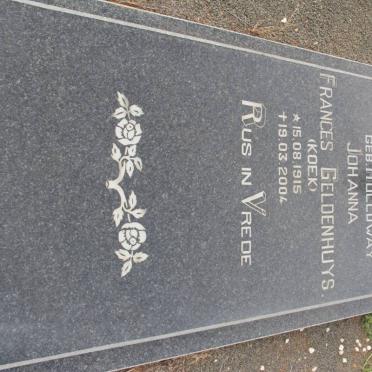 GEB. HOLLOWAY
JOHANNA
FRANCES GELDENHUYS.
(KOEK)
★ 15.08.1915
✝ 19.03.2004
RUS IN VREDE